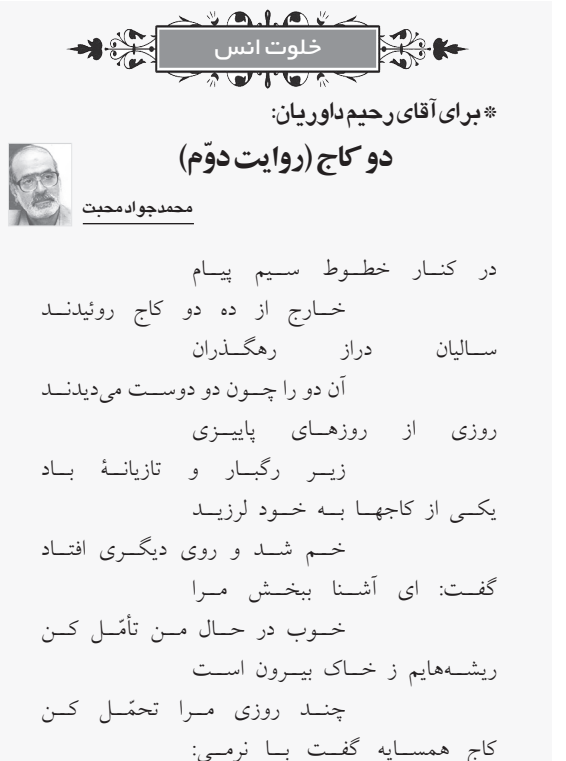 خلوت انس
* برای آقای رحیم داوریان:
دو کاج (روایت دوّم)
محمدجواد محبت
در کنار خطوط سیم پیام
خارج از ده دو کاج روئیدند
سالیان دراز رهگذران
آن دو را چون دو دوست می‌دیدند
روزی از روزهای پاییزی
زیر رگبار و تازیانهٔ باد
یکی از کاجها به خود لرزید
خم شد و روی دیگری افتاد
گفت: ای آشنا ببخش مرا
خوب در حال من تأمّل کن
ریشه‌هایم ز خاک بیرون است
چند روزی مرا تحمّل کن
کاج همسایه گفت با نرمی: